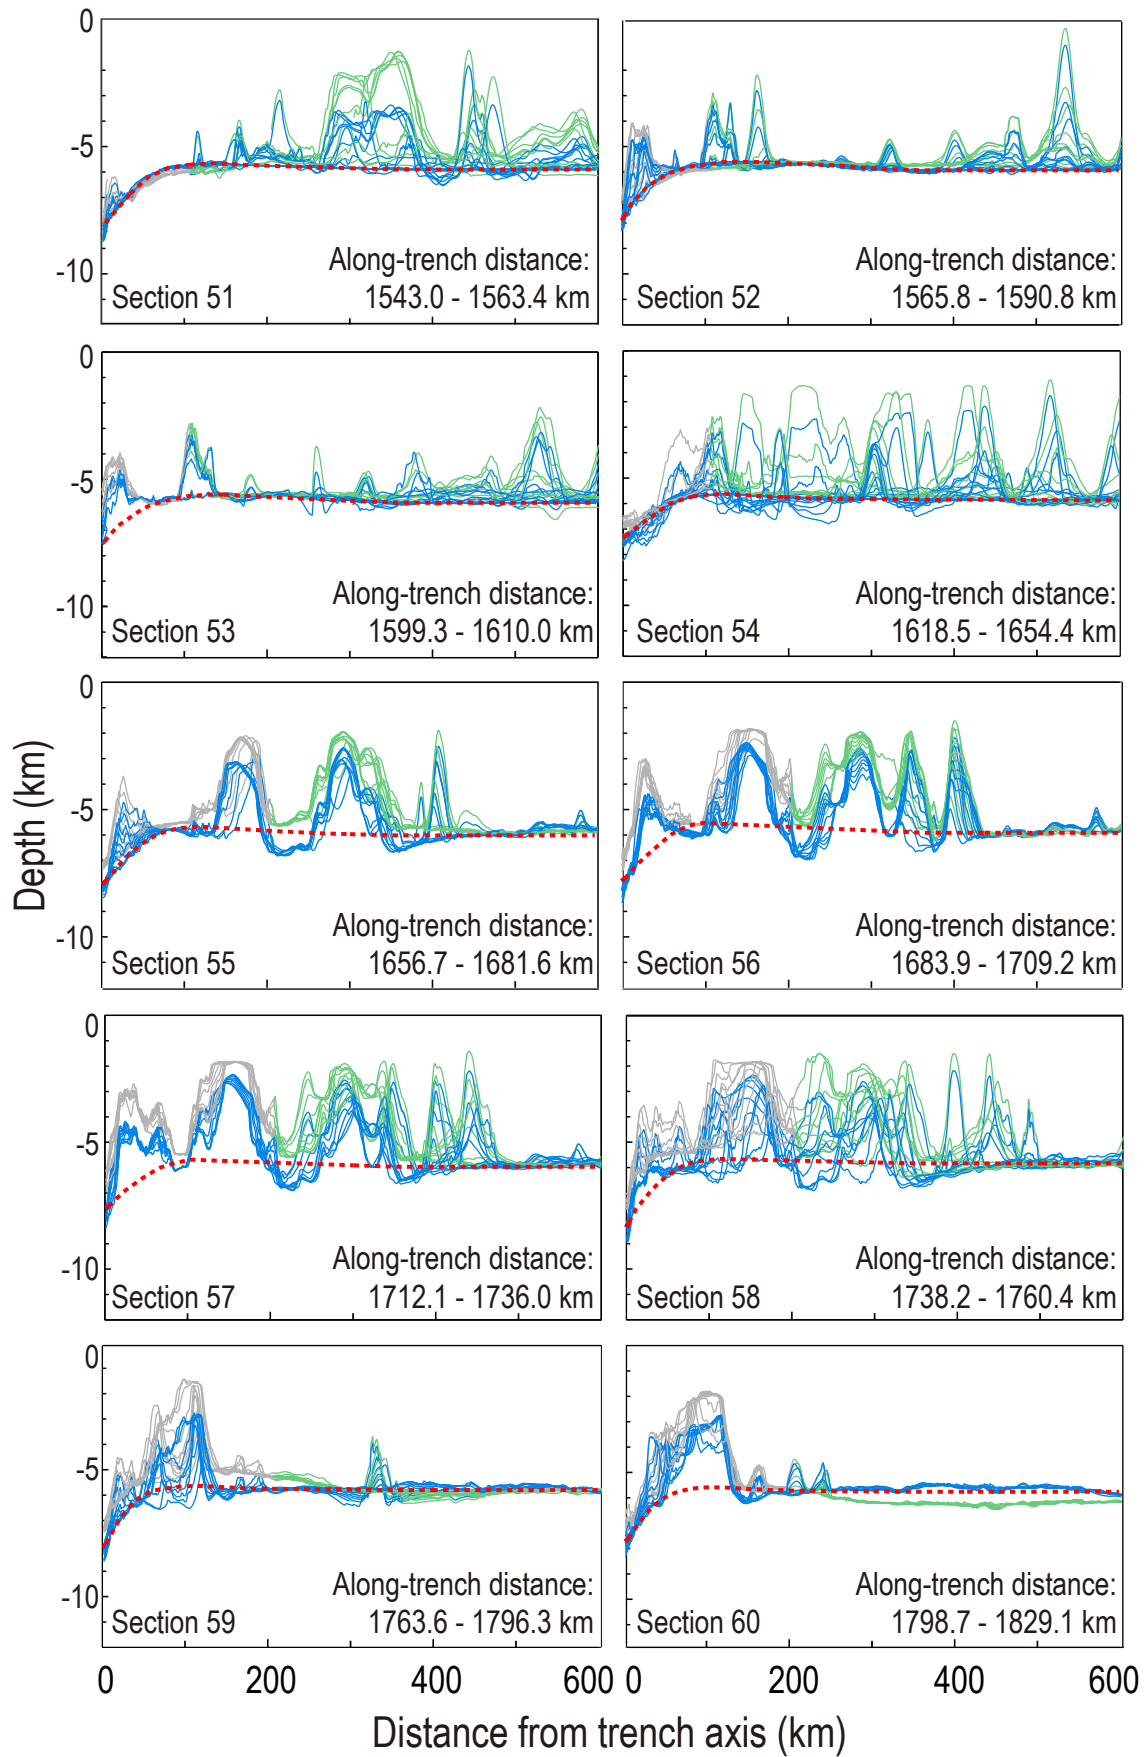 0
-5
-10
Along-trench distance:
Section 51
1543.0 - 1563.4 km
Along-trench distance:
Section 52
1565.8 - 1590.8 km
0
-5
-10
Along-trench distance:
Section 53
1599.3 - 1610.0 km
Along-trench distance:
Section 54
1618.5 - 1654.4 km
0
-5
-10
Along-trench distance:
Section 55
1656.7 - 1681.6 km
Along-trench distance:
Section 56
1683.9 - 1709.2 km
Depth (km)
0
-5
-10
Along-trench distance:
Section 57
1712.1 - 1736.0 km
Along-trench distance:
Section 58
1738.2 - 1760.4 km
0
-5
-10
Along-trench distance:
Section 59
1763.6 - 1796.3 km
Along-trench distance:
Section 60
1798.7 - 1829.1 km
0 200 400 600 0 200 400 600
Distance from trench axis (km)